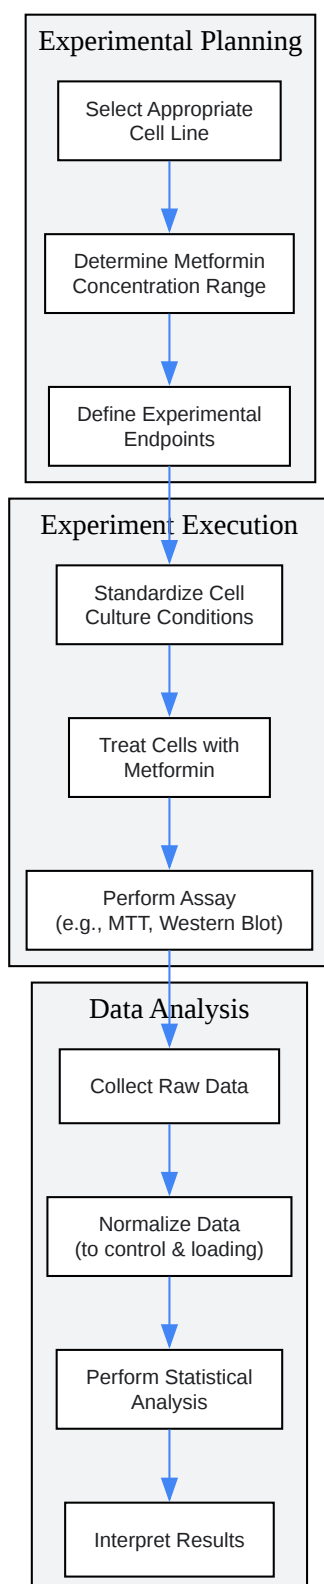 Experimental Planning
Select Appropriate
Cell Line
Determine Metformin
Concentration Range
Define Experimental
Endpoints
Experiment Execution
Standardize Cell
Culture Conditions
Treat Cells with
Metformin
Perform Assay
(e.g., MTT, Western Blot)
Data Analysis
Collect Raw Data
Normalize Data
(to control & loading)
Perform Statistical
Analysis
Interpret Results